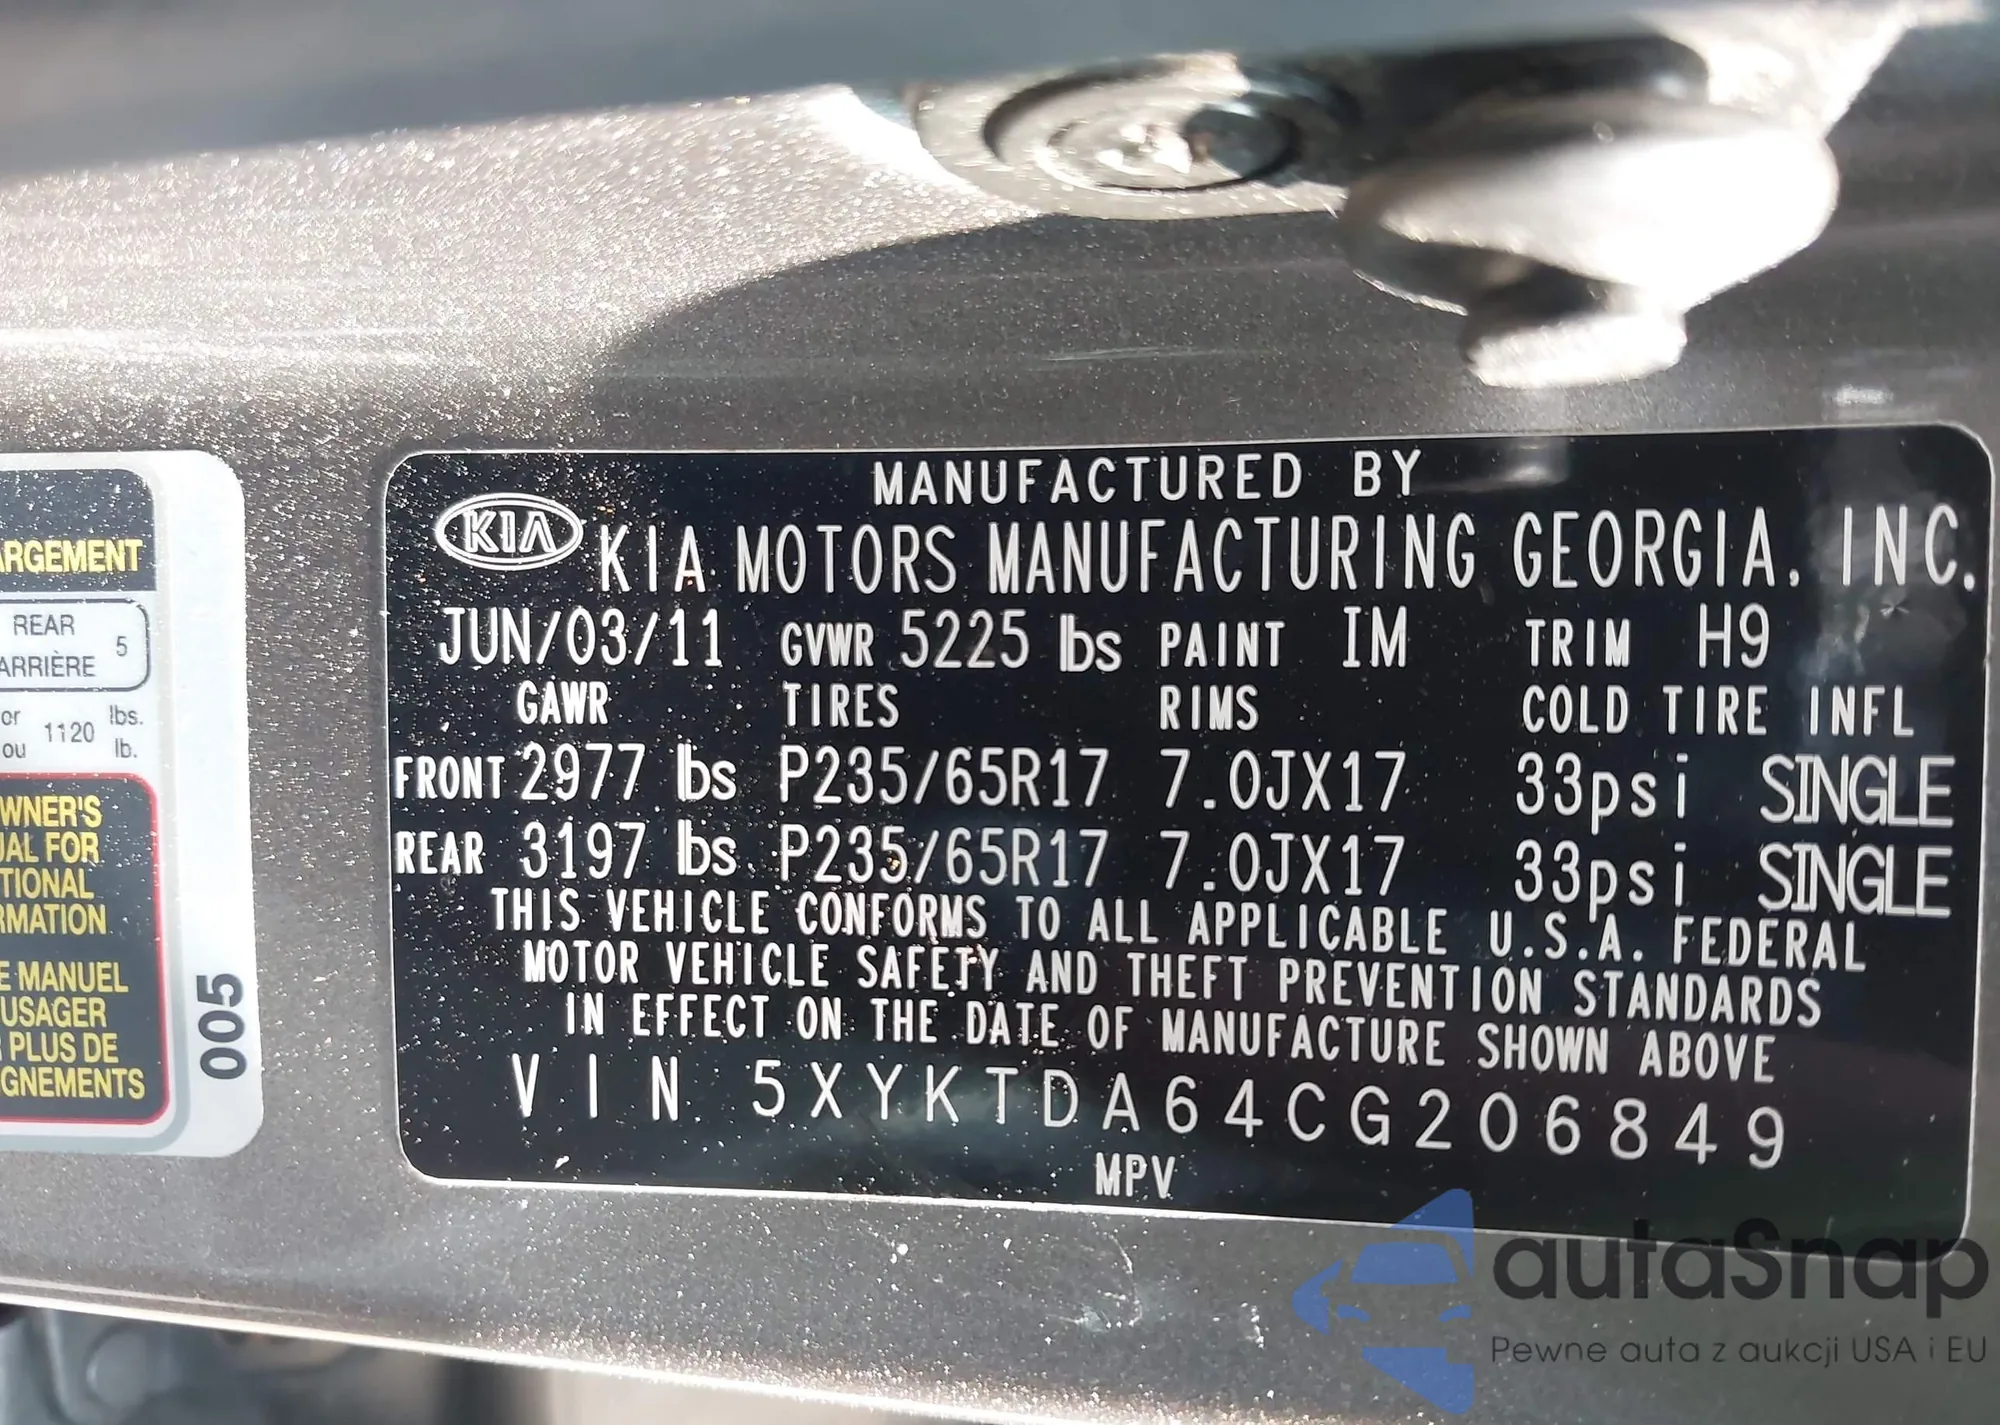 MANUFACTURED BY
KIA KIA MOTORS MANUFACTURING GEORGIA, INC.
JUN/03/11 GVWR 5225 lbs PAINT IM TRIM H9
GAWR TIRES RIMS COLD TIRE INFL
FRONT 2977 lbs P235/65R17 7.0JX17 33psi SINGLE
REAR 3197 lbs P235/65R17 7.0JX17 33psi SINGLE
THIS VEHICLE CONFORMS TO ALL APPLICABLE U.S.A. FEDERAL
MOTOR VEHICLE SAFETY AND THEFT PREVENTION STANDARDS
IN EFFECT ON THE DATE OF MANUFACTURE SHOWN ABOVE
VIN 5XYKTDA64CG206849
MPV
ARGEMENT
REAR 5
ARRIÈRE
or 1120 lbs.
ou lb.
WNER'S
UAL FOR
TIONAL
RMATION
E MANUEL
USAGER
PLUS DE
GNEMENTS
005
autaSnap
Pewne auta z aukcji USA i EU